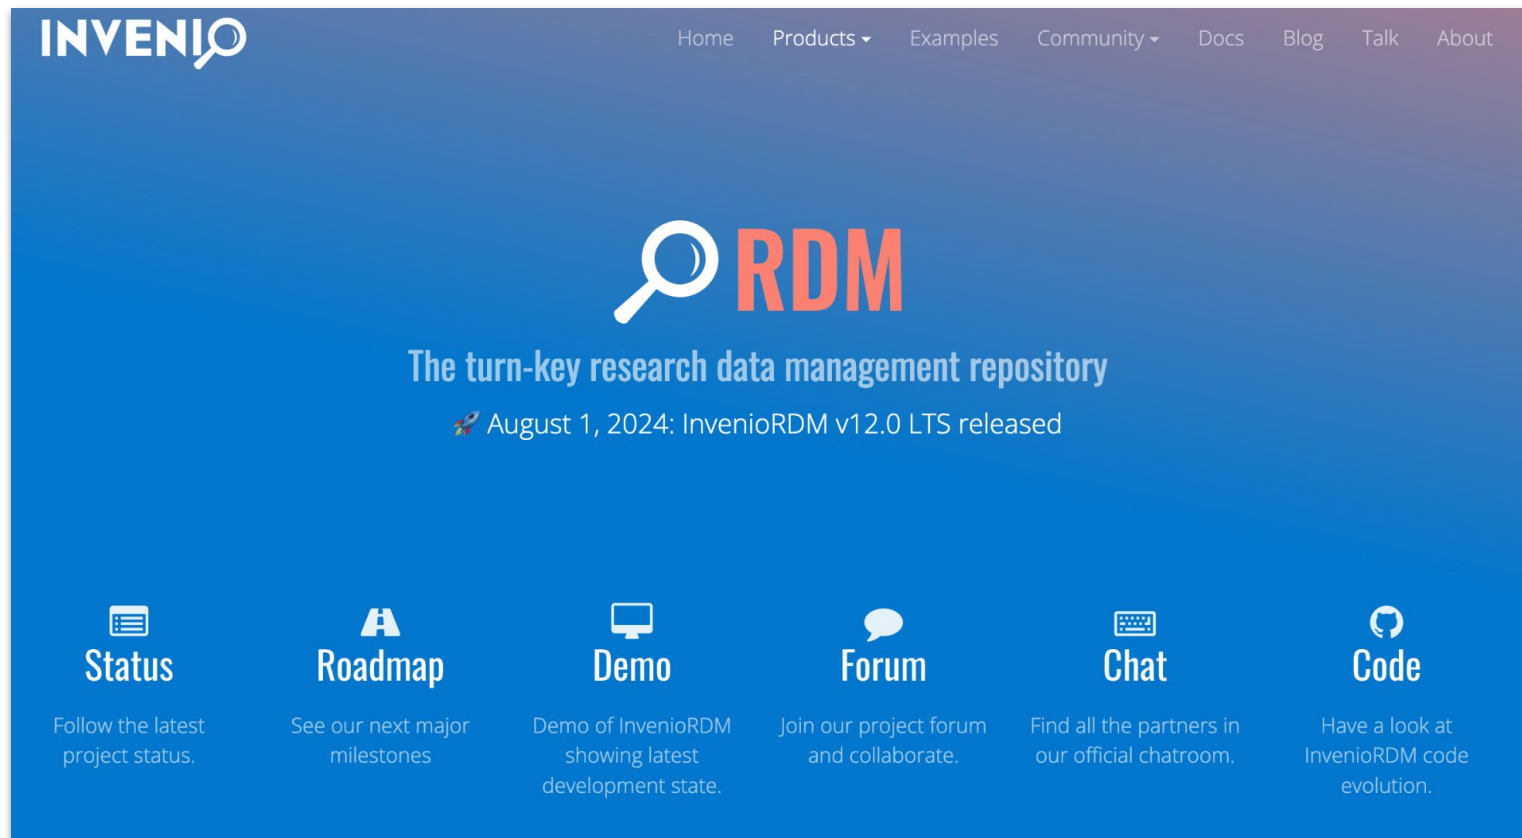 INVENIO
Home Products Examples Community Docs Blog Talk About
RDM
The turn-key research data management repository
🚀 August 1, 2024: InvenioRDM v12.0 LTS released
Status Roadmap Demo Forum Chat Code
Follow the latest
project status.
See our next major
milestones
Demo of InvenioRDM
showing latest
development state.
Join our project forum
and collaborate.
Find all the partners in
our official chatroom.
Have a look at
InvenioRDM code
evolution.